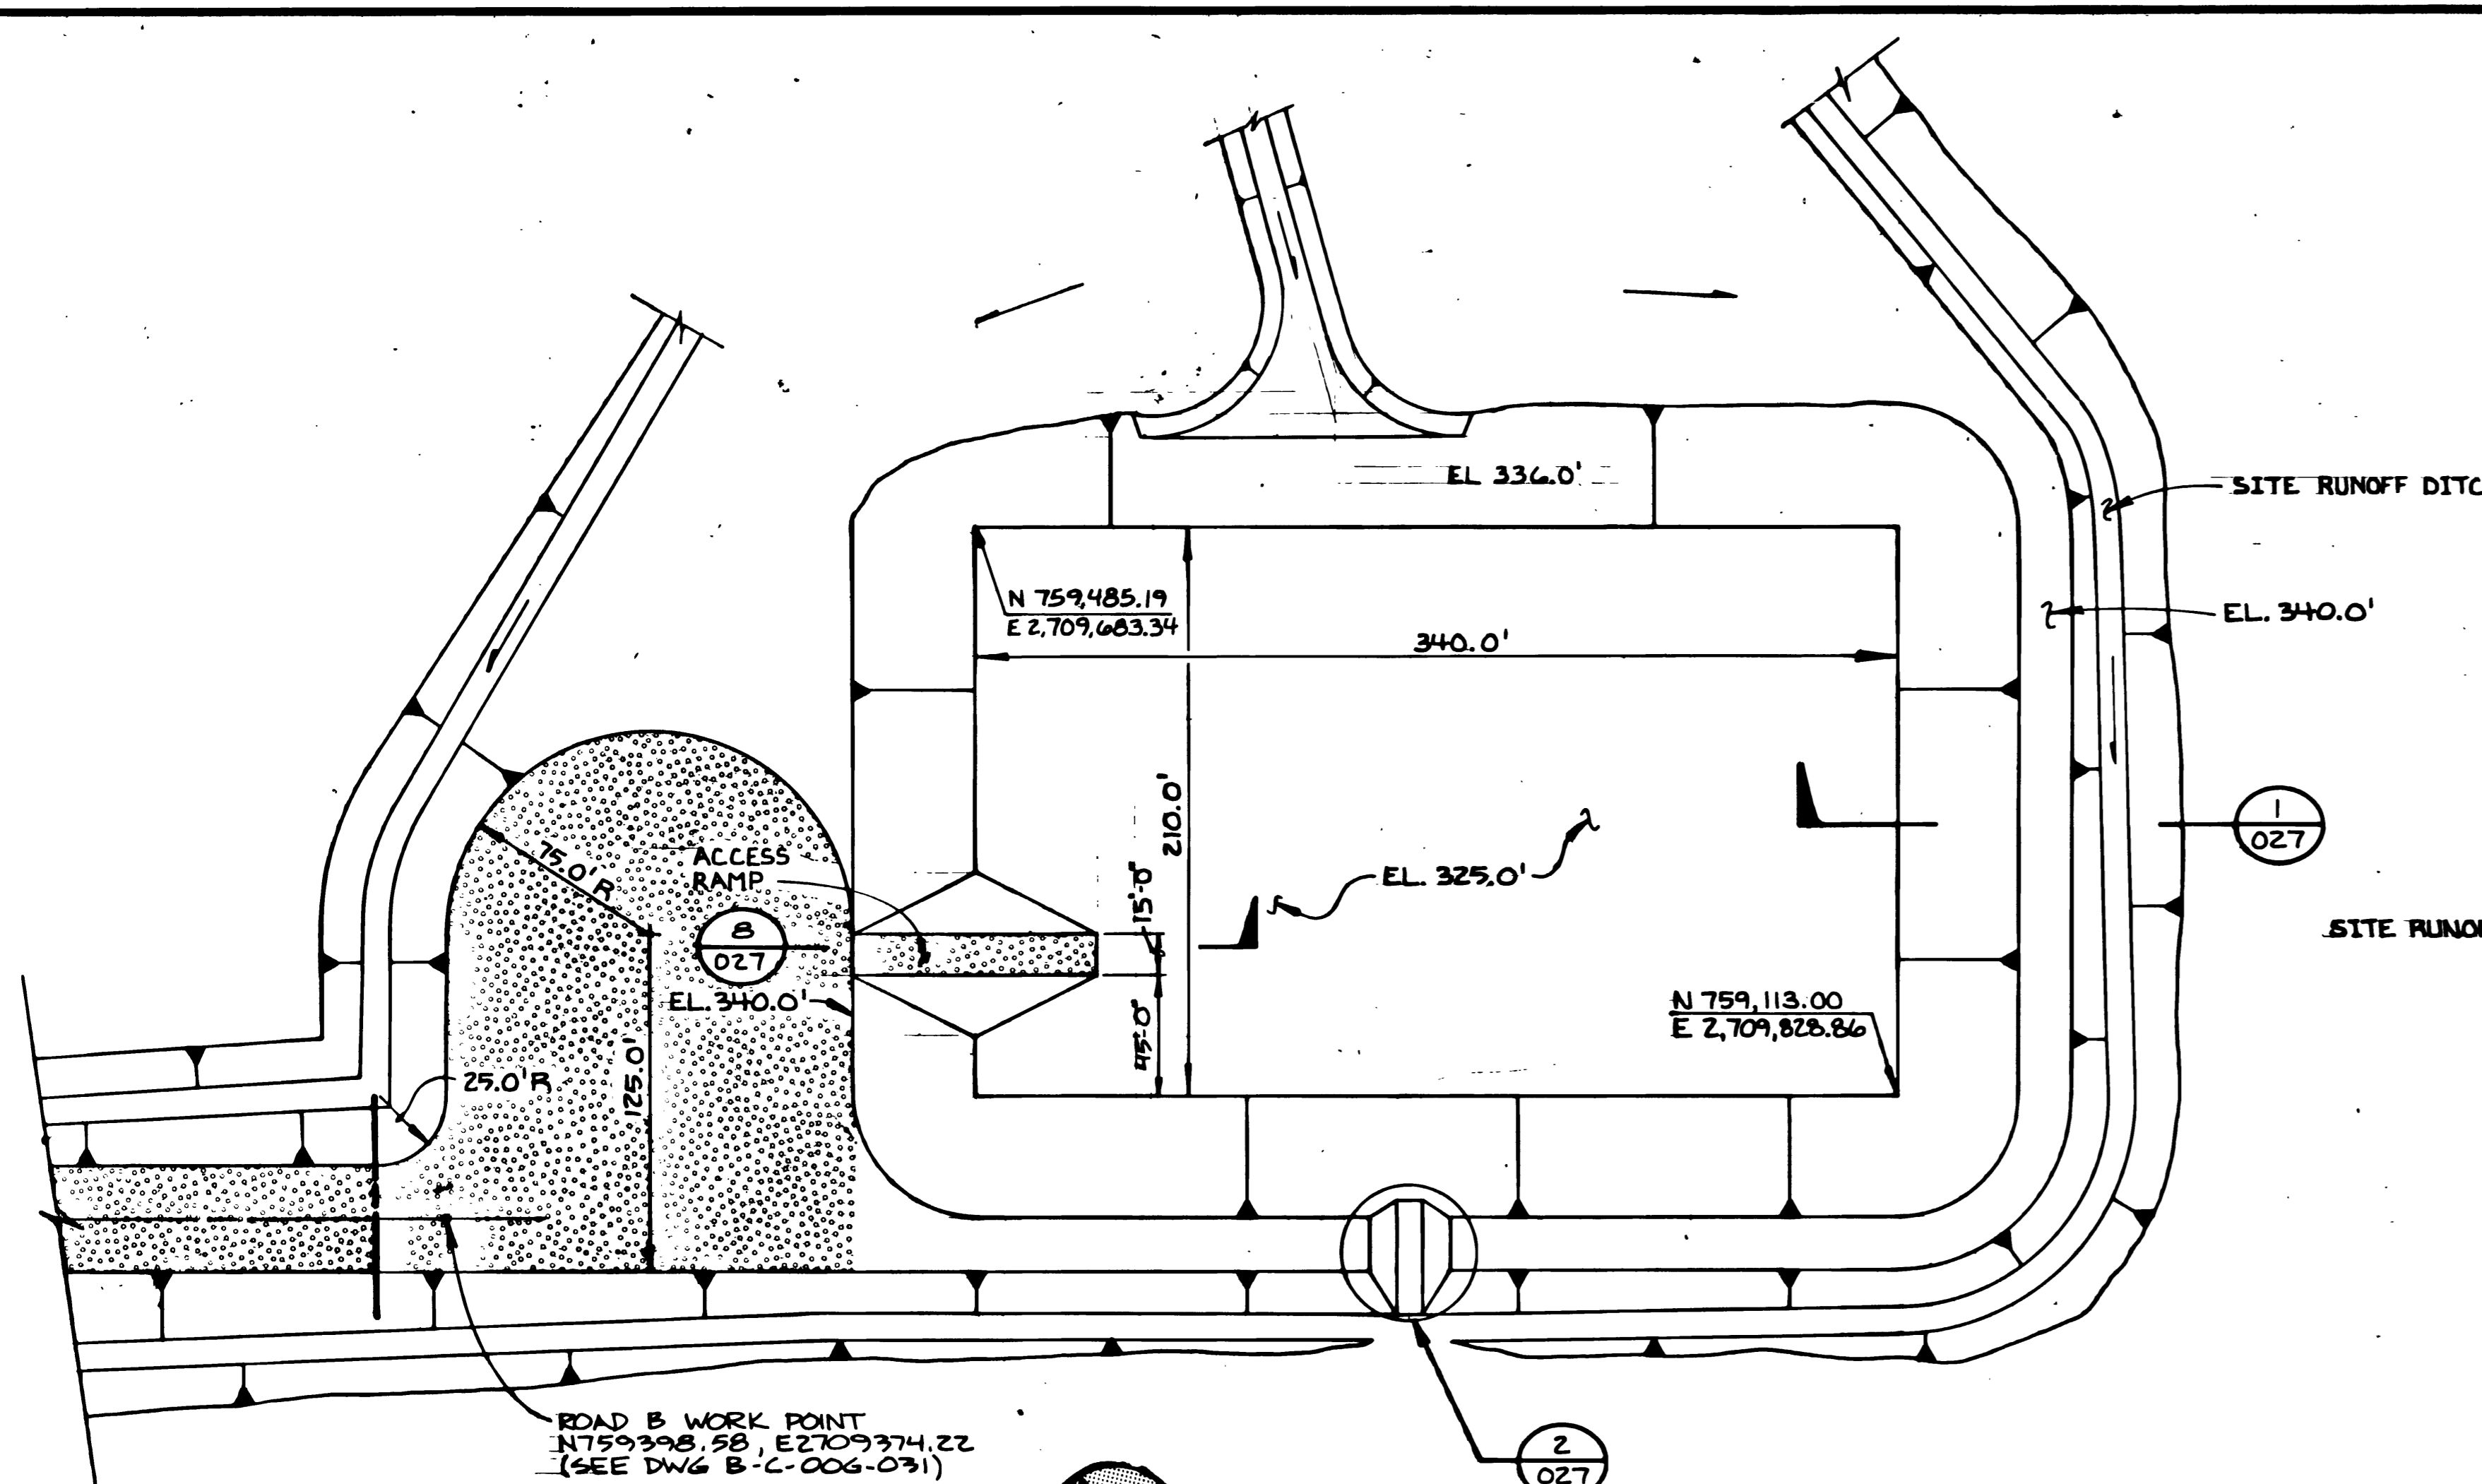 EL 336.0'
SITE RUNOFF DITC
N 759,485.19
E 2,709,683.34
EL. 340.0'
340.0'
210.0'
1
027
75.0' R
ACCESS
RAMP
15'-0"
EL. 325.0'
8
027
SITE RUNO
EL. 340.0'
N 759,113.00
E 2,709,828.86
45'-0"
125.0'
25.0' R
ROAD B WORK POINT
N759398.58, E2709374.22
(SEE DWG B-C-006-031)
2
027